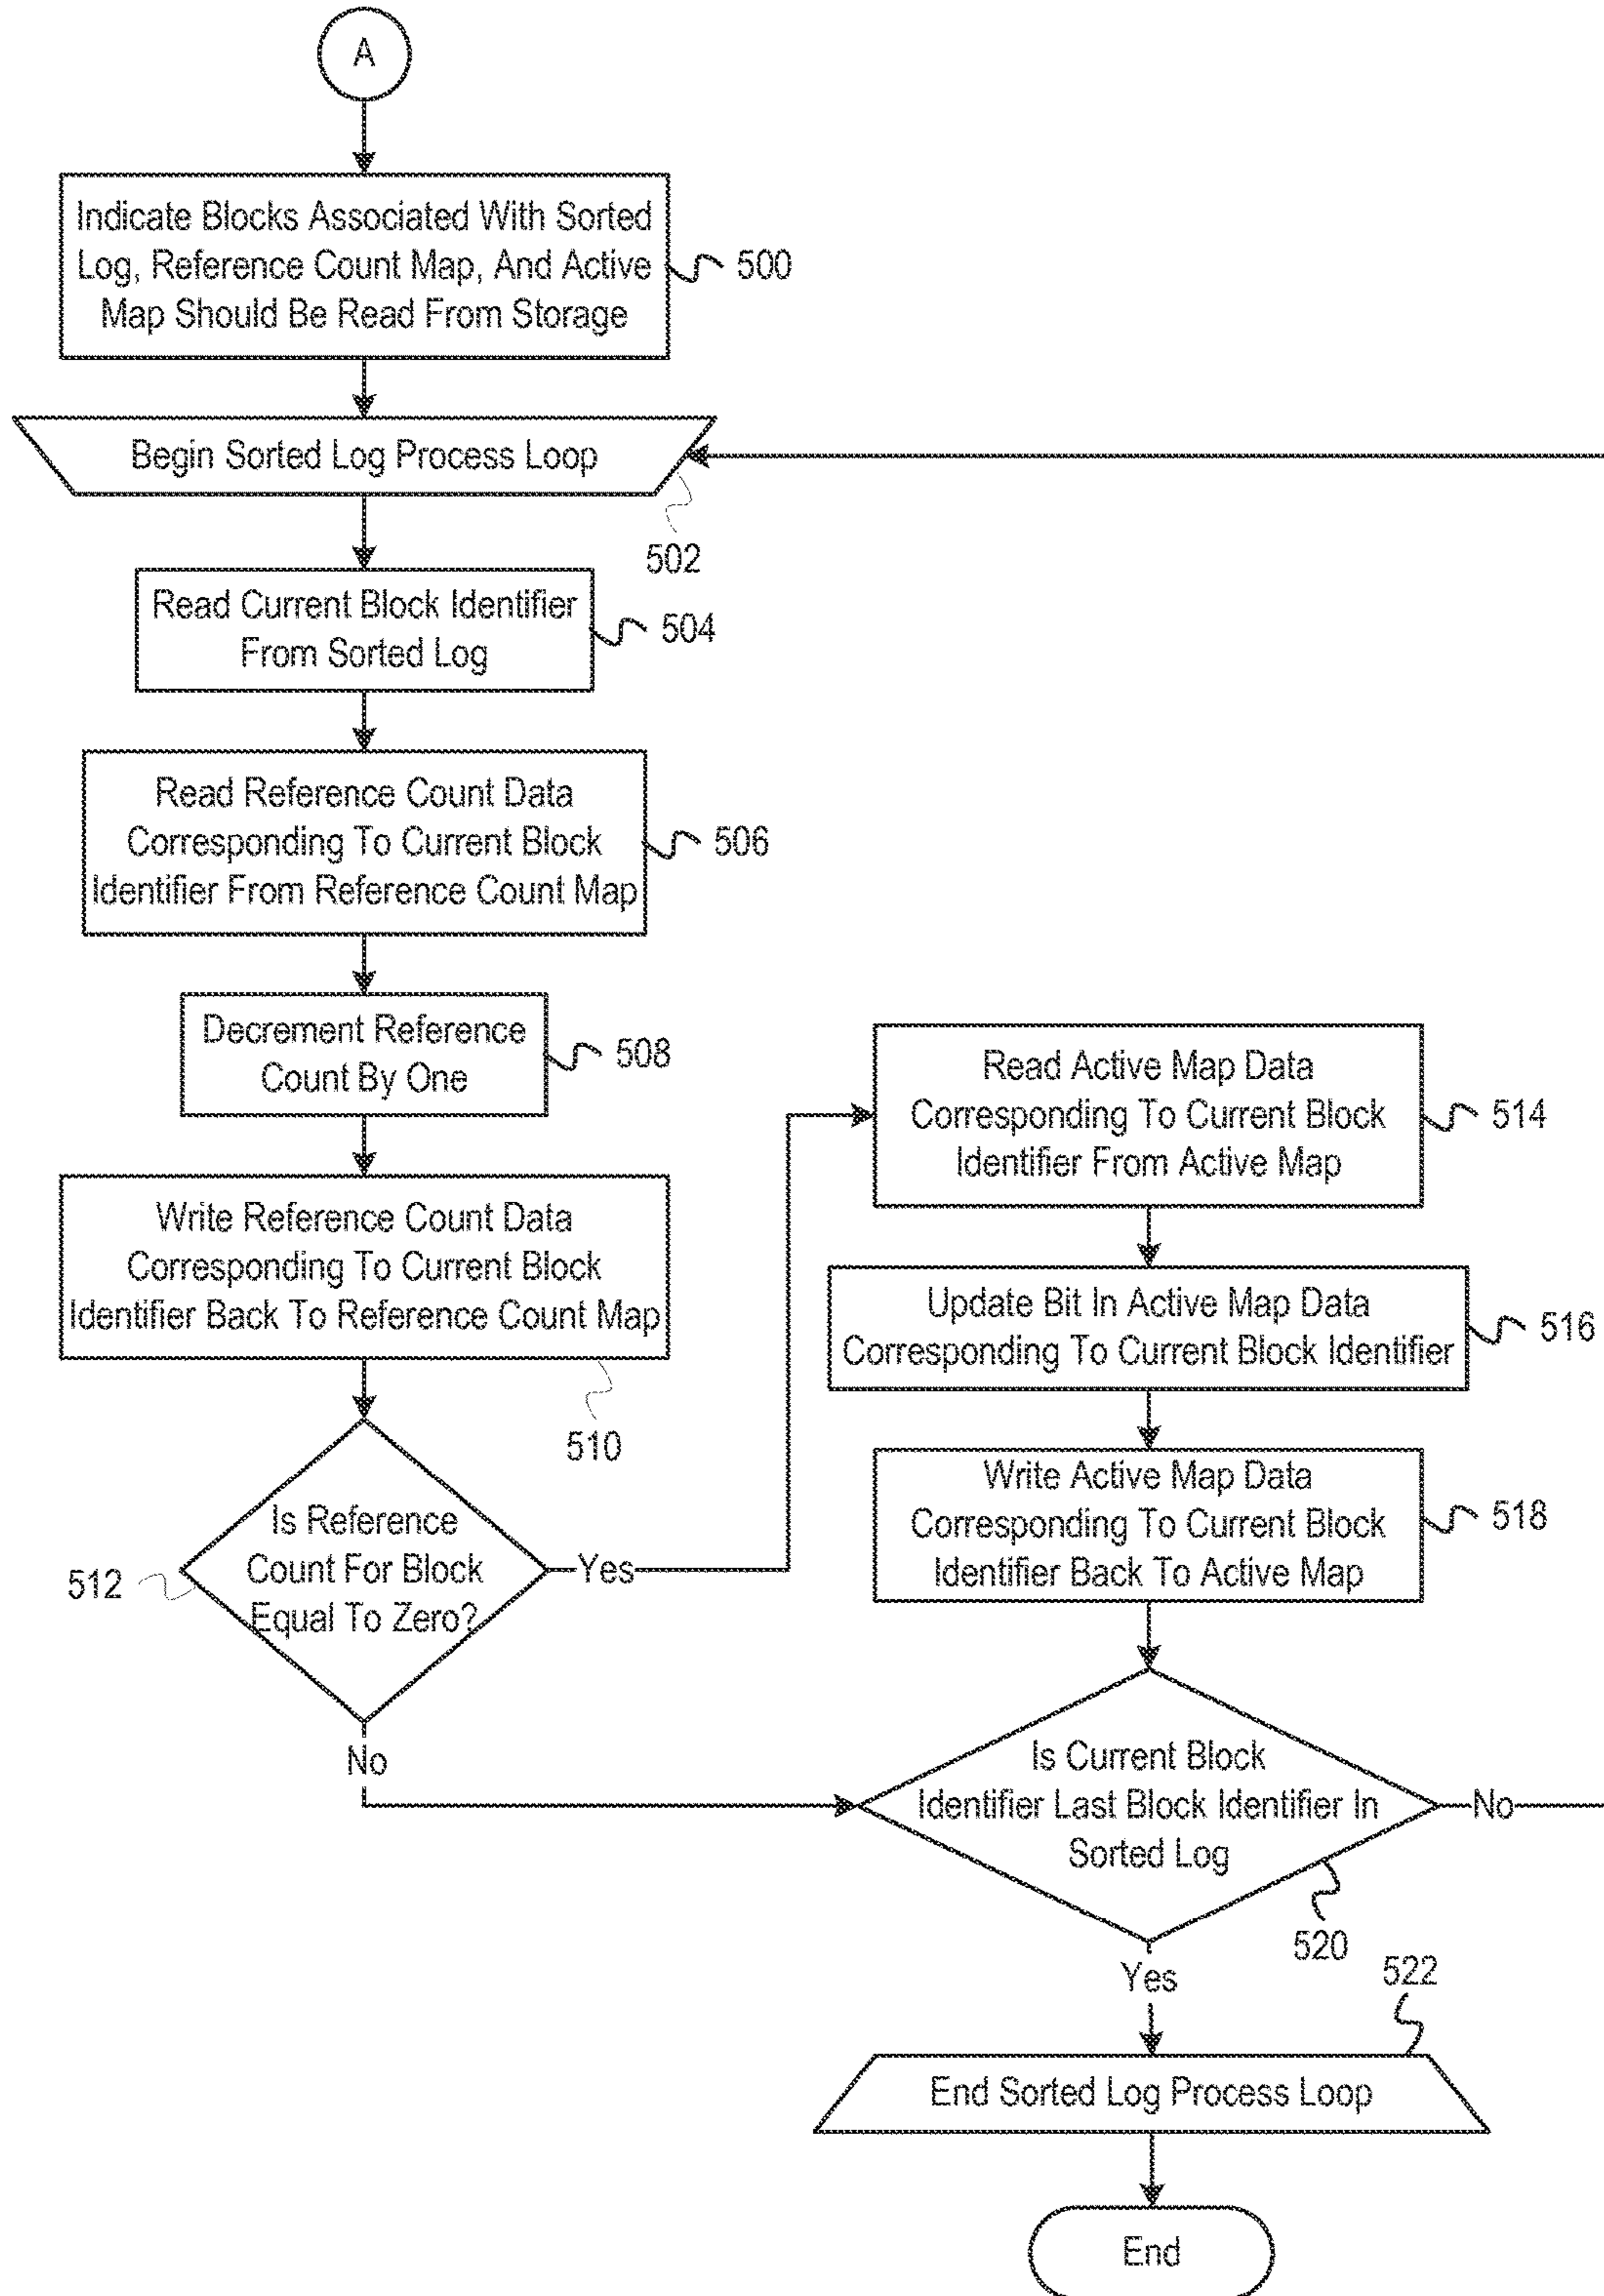 A
Indicate Blocks Associated With Sorted
Log, Reference Count Map, And Active
Map Should Be Read From Storage
500
Begin Sorted Log Process Loop
502
Read Current Block Identifier
From Sorted Log
504
Read Reference Count Data
Corresponding To Current Block
Identifier From Reference Count Map
506
Decrement Reference
Count By One
508
Write Reference Count Data
Corresponding To Current Block
Identifier Back To Reference Count Map
510
Is Reference
Count For Block
Equal To Zero?
512
Yes
No
Read Active Map Data
Corresponding To Current Block
Identifier From Active Map
514
Update Bit In Active Map Data
Corresponding To Current Block Identifier
516
Write Active Map Data
Corresponding To Current Block
Identifier Back To Active Map
518
Is Current Block
Identifier Last Block Identifier In
Sorted Log
No
520
Yes
522
End Sorted Log Process Loop
End